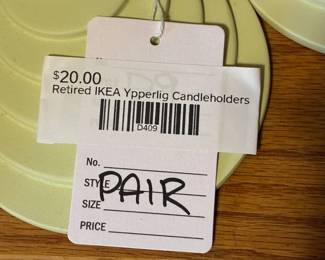 $20.00
Retired IKEA Ypperlig Candleholders
D409
No.
STYLE PAIR
SIZE
PRICE